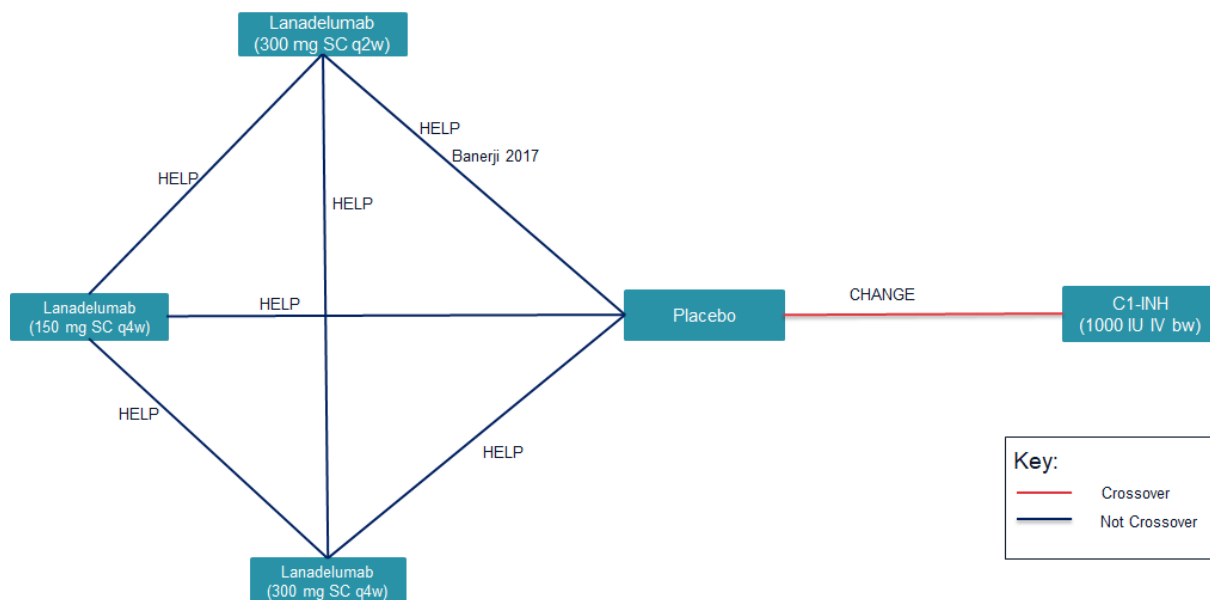 Lanadelumab
(300 mg SC q2w)
HELP
Banerji 2017
HELP
HELP
Lanadelumab
(150 mg SC q4w)
HELP
Placebo
CHANGE
C1-INH
(1000 IU IV bw)
HELP
HELP
Key:
Crossover
Not Crossover
Lanadelumab
(300 mg SC q4w)